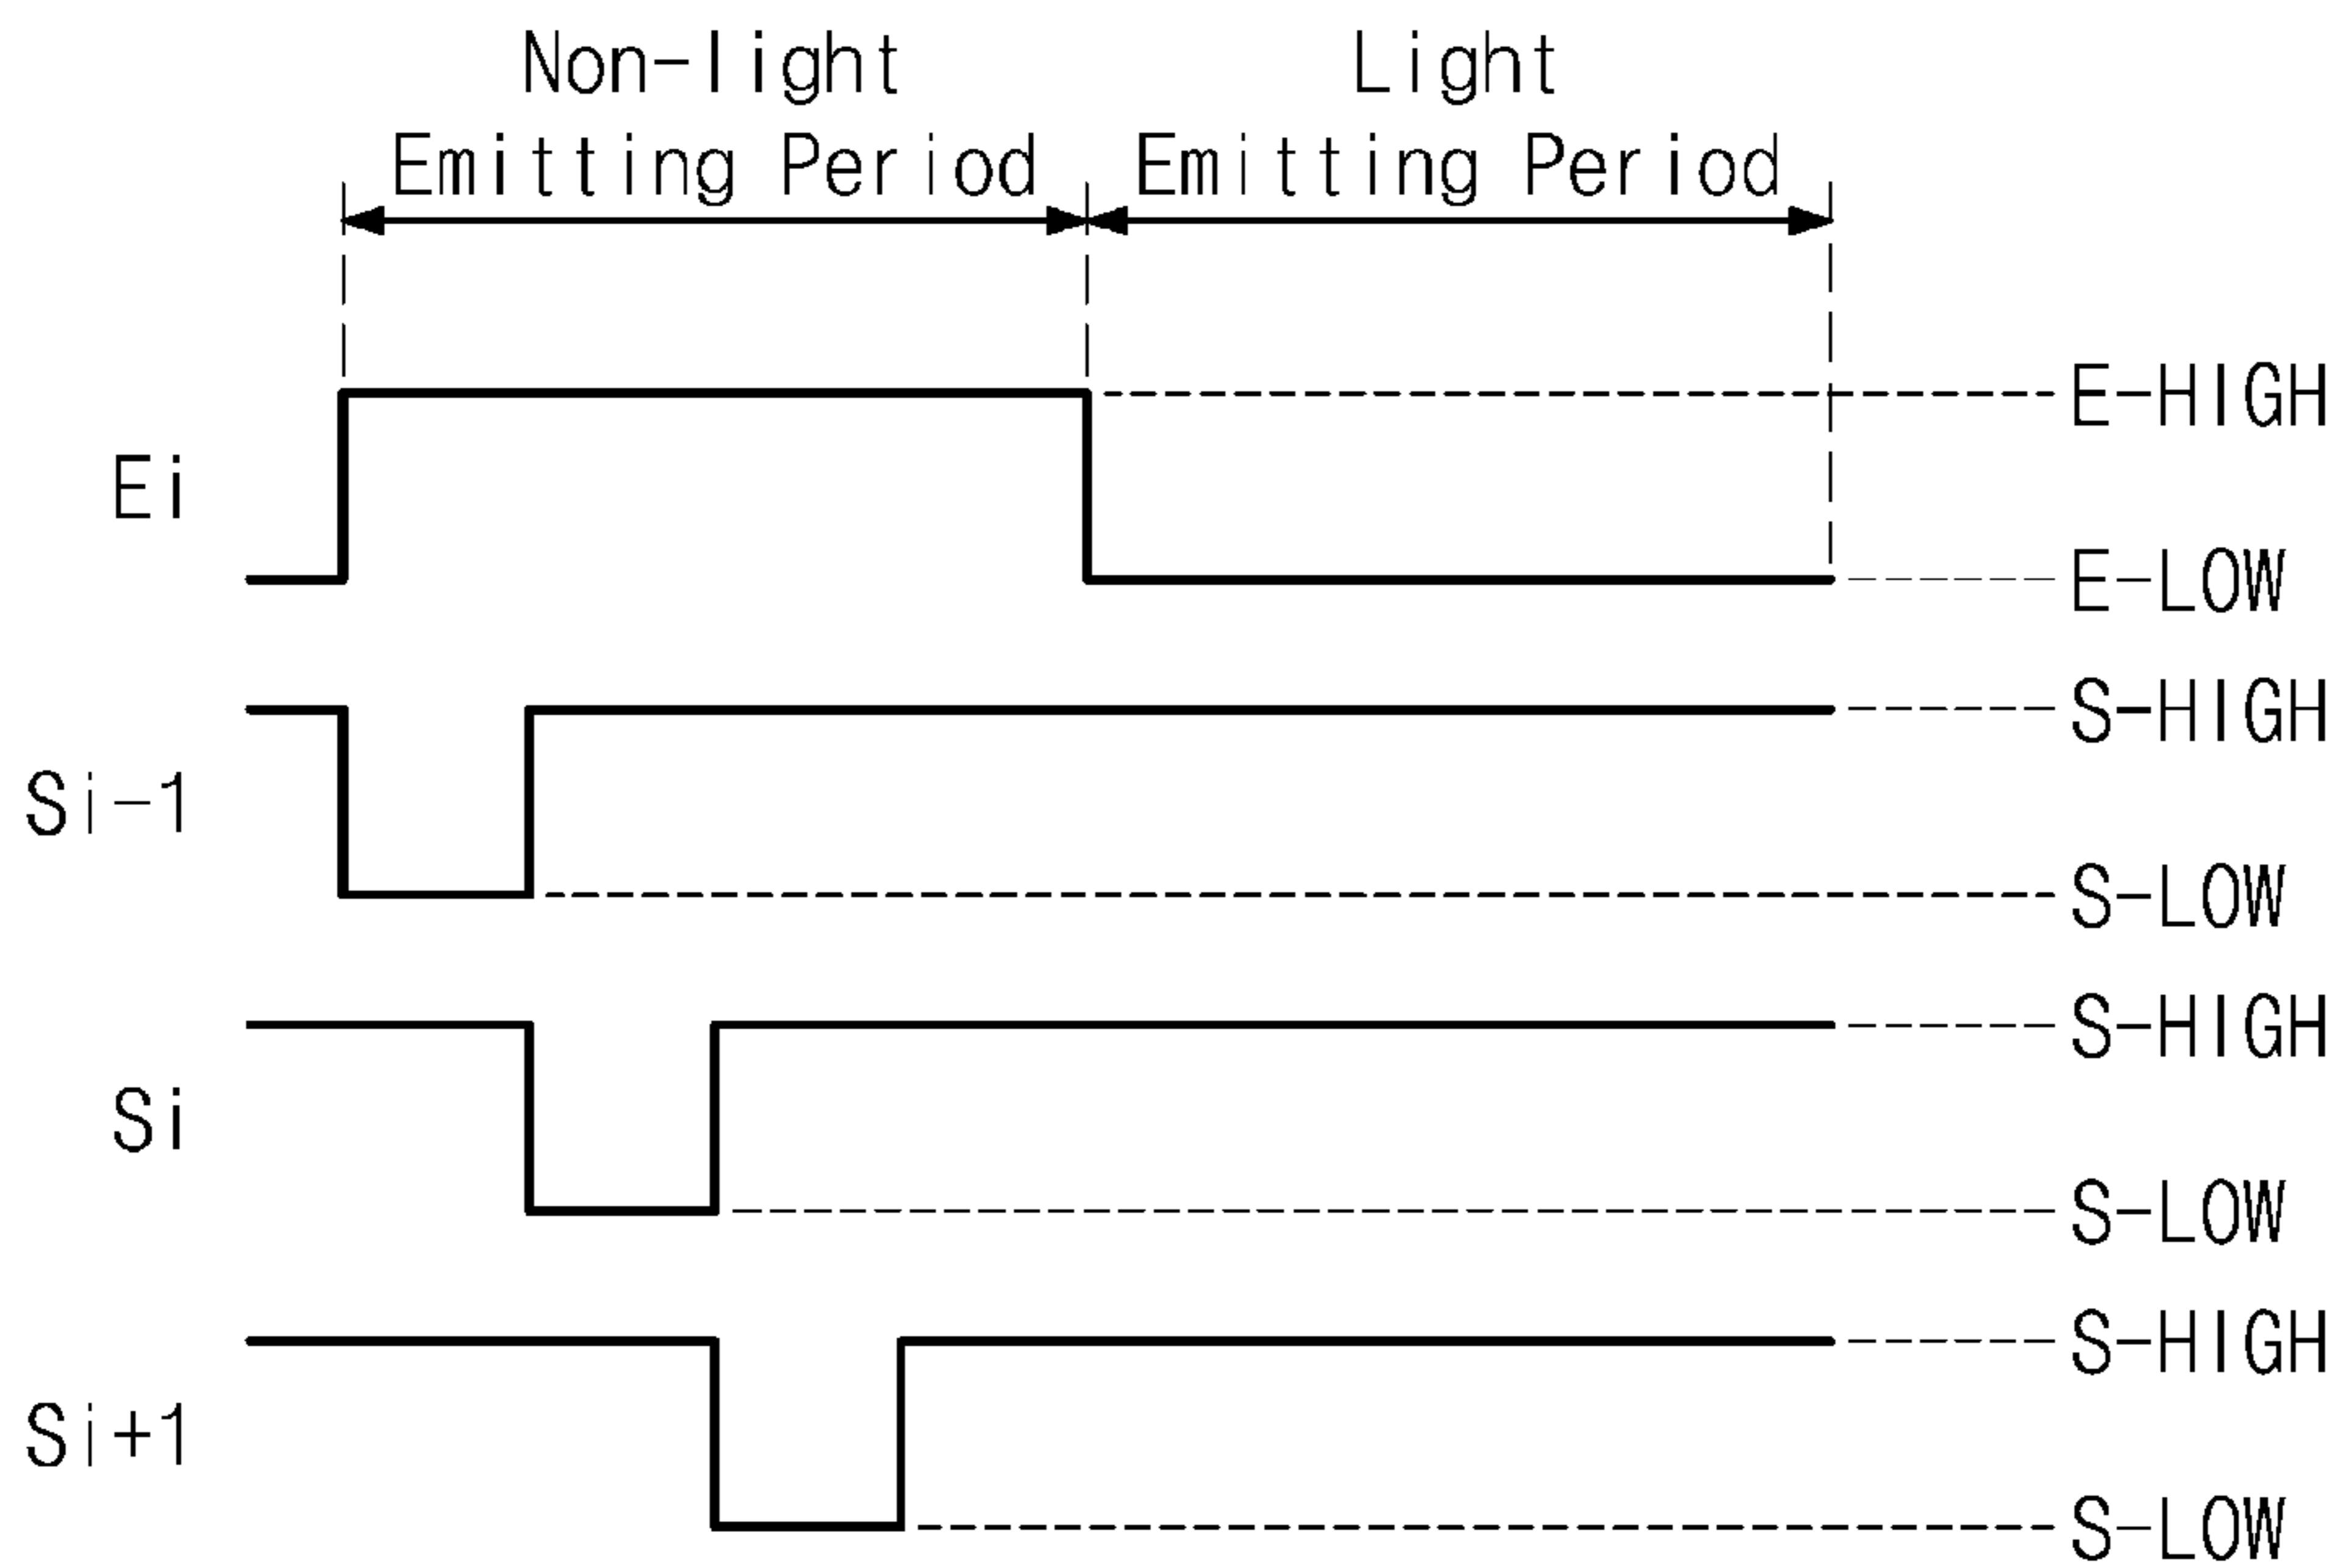 Non-light
Emitting Period
Light
Emitting Period
E-HIGH
Ei
E-LOW
S-HIGH
Si-1
S-LOW
S-HIGH
Si
S-LOW
S-HIGH
Si+1
S-LOW